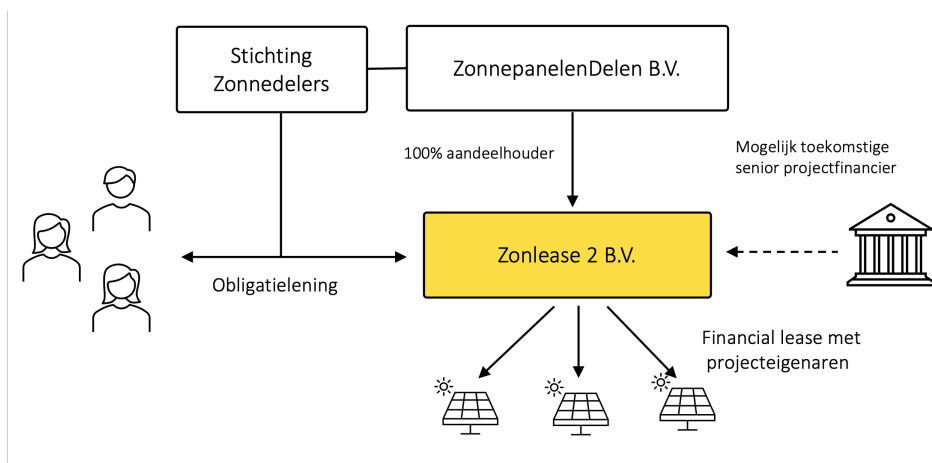 Stichting
Zonnedelers
ZonnepanelenDelen B.V.
100% aandeelhouder
Mogelijk toekomstige
senior projectfinancier
Zonlease 2 B.V.
Obligatielening
Financial lease met
projecteigenaren